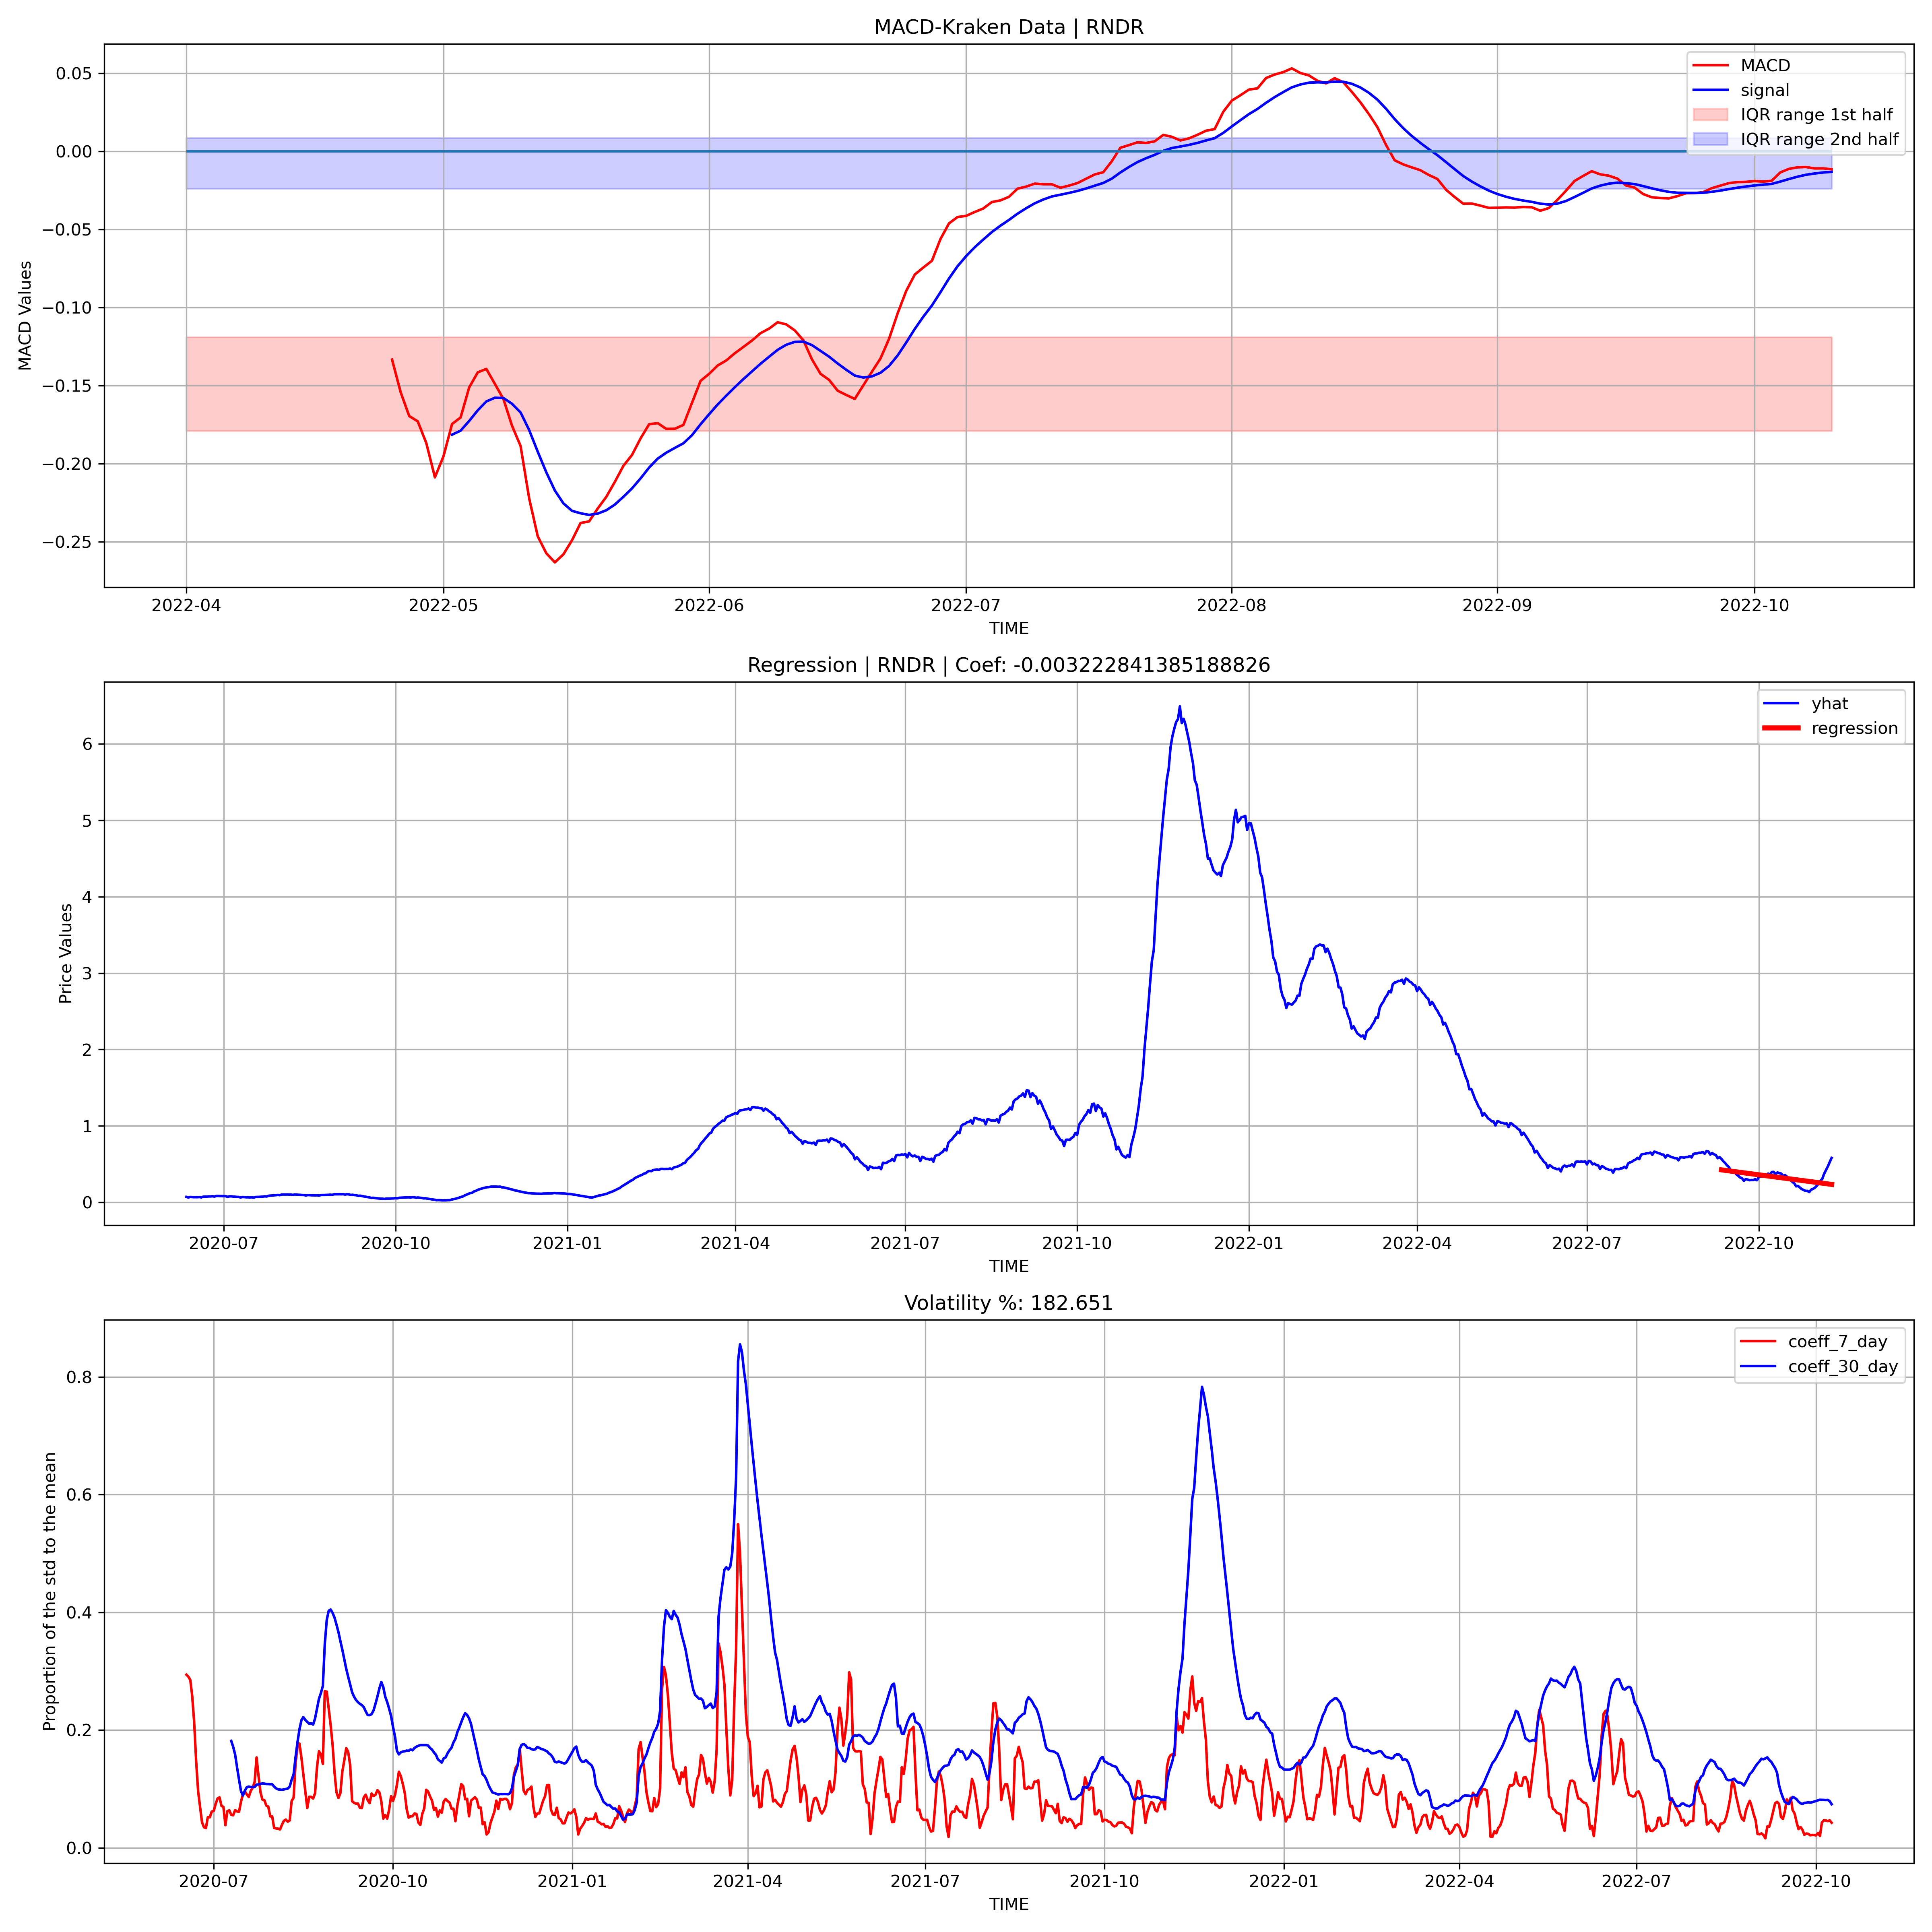 MACD-Kraken Data | RNDR
MACD Values
0.05
0.00
−0.05
−0.10
−0.15
−0.20
−0.25
MACD
signal
IQR range 1st half
IQR range 2nd half
2022-04 2022-05 2022-06 2022-07 2022-08 2022-09 2022-10
TIME
Regression | RNDR | Coef: -0.003222841385188826
Price Values
6
5
4
3
2
1
0
yhat
regression
2020-07 2020-10 2021-01 2021-04 2021-07 2021-10 2022-01 2022-04 2022-07 2022-10
TIME
Volatility %: 182.651
Proportion of the std to the mean
0.8
0.6
0.4
0.2
0.0
coeff_7_day
coeff_30_day
2020-07 2020-10 2021-01 2021-04 2021-07 2021-10 2022-01 2022-04 2022-07 2022-10
TIME